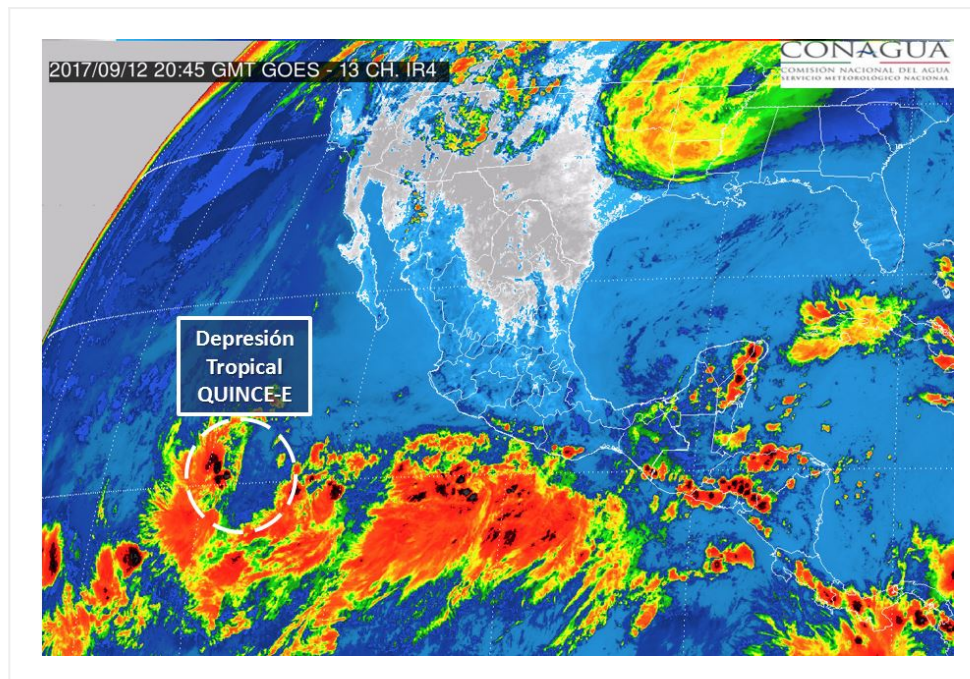 2017/09/12 20:45 GMT GOES - 13 CH. IR4
CONAGUA
COMISIÓN NACIONAL DEL AGUA
SERVICIO METEOROLÓGICO NACIONAL
Depresión
Tropical
QUINCE-E